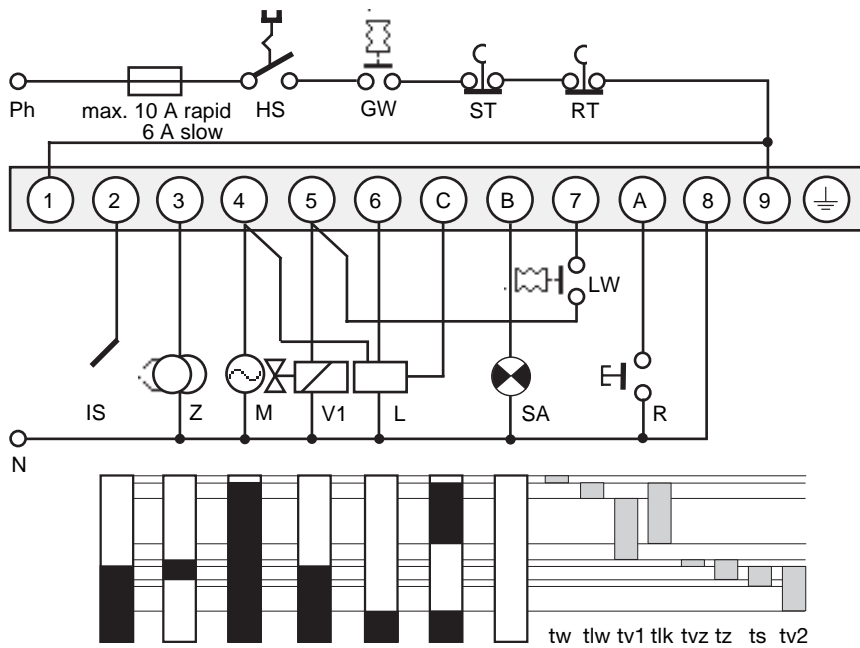 Ph
max. 10 A rapid
6 A slow
HS
GW
ST
RT
1 2 3 4 5 6 C B 7 A 8 9
LW
IS Z M V1 L SA R
N
tw tlw tv1 tlk tvz tz ts tv2